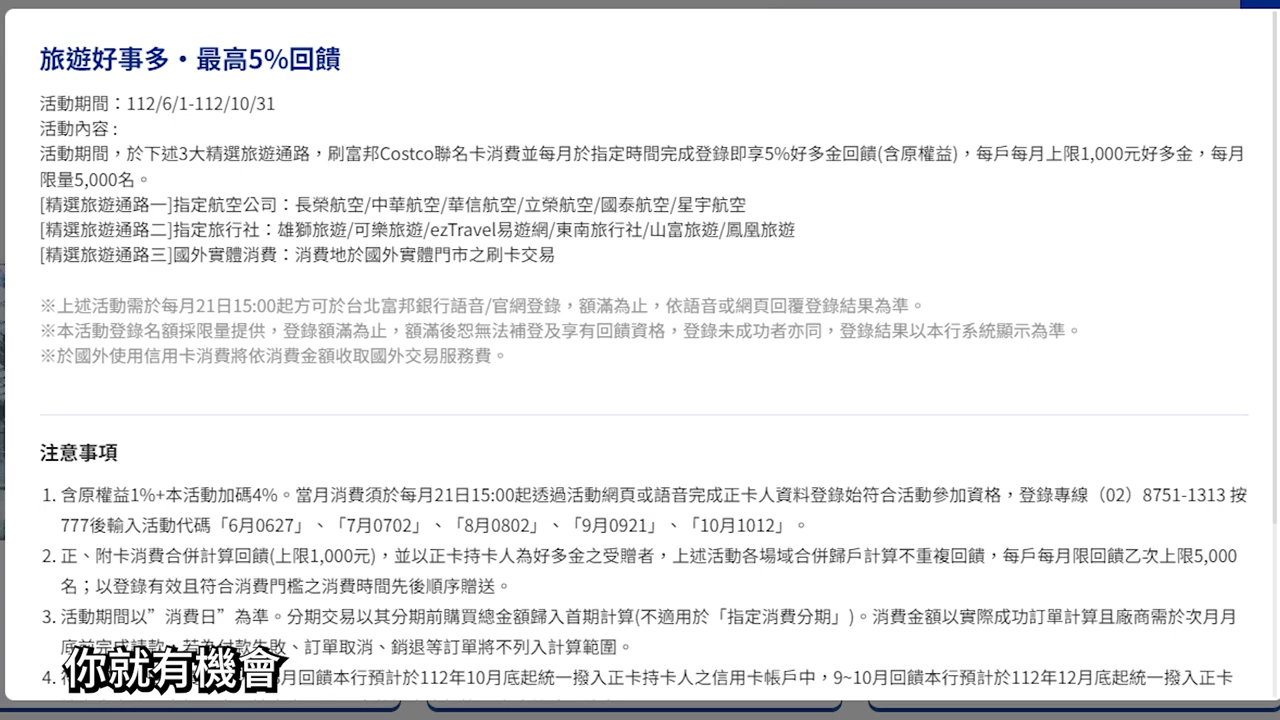 旅遊好事多•最高5%回饋
活動期間：112/6/1-112/10/31
活動內容 :
活動期間，於下述3大精選旅遊通路，刷富邦Costco聯名卡消費並每月於指定時間完成登錄即享5%好多金回饋(含原權益)，每戶每月上限1,000元好多金，每月
限量5,000名。
[精選旅遊通路一]指定航空公司：長榮航空/中華航空/華信航空/立榮航空/國泰航空/星宇航空
[精選旅遊通路二]指定旅行社：雄獅旅遊/可樂旅遊/ezTravel易遊網/東南旅行社/山富旅遊/鳳凰旅遊
[精選旅遊通路三]國外實體消費：消費地於國外實體門市之刷卡交易
※上述活動需於每月21日15:00起方可於台北富邦銀行語音/官網登錄，額滿為止，依語音或網頁回覆登錄結果為準。
※本活動登錄名額採限量提供，登錄額滿為止，額滿後恕無法補登及享有回饋資格，登錄未成功者亦同，登錄結果以本行系統顯示為準。
※於國外使用信用卡消費將依消費金額收取國外交易服務費。
注意事項
1. 含原權益1%+本活動加碼4%。當月消費須於每月21日15:00起透過活動網頁或語音完成正卡人資料登錄始符合活動參加資格，登錄專線（02）8751-1313 按
777後輸入活動代碼「6月0627」、「7月0702」、「8月0802」、「9月0921」、「10月1012」。
2. 正、附卡消費合併計算回饋(上限1,000元)，並以正卡持卡人為好多金之受贈者，上述活動各場域合併歸戶計算不重複回饋，每戶每月限回饋乙次上限5,000
名；以登錄有效且符合消費門檻之消費時間先後順序贈送。
3. 活動期間以”消費日”為準。分期交易以其分期前購買總金額歸入首期計算(不適用於「指定消費分期」)。消費金額以實際成功訂單計算且廠商需於次月月
底前完成請款，若為付款失敗、訂單取消、銷退等訂單將不列入計算範圍。
4. 月回饋本行預計於112年10月底起統一撥入正卡持卡人之信用卡帳戶中，9~10月回饋本行預計於112年12月底起統一撥入正卡
你就有機會